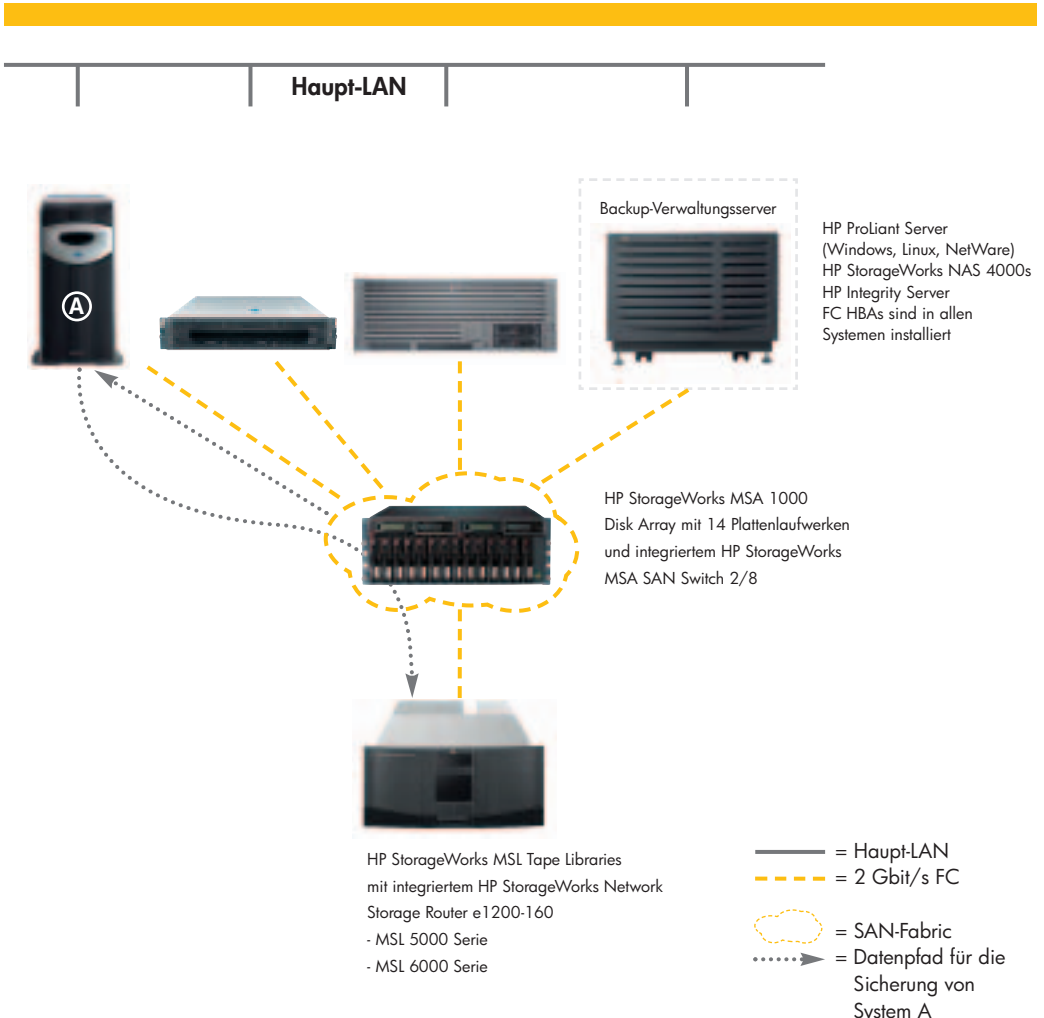 Haupt-LAN
Backup-Verwaltungsserver
HP ProLiant Server
(Windows, Linux, NetWare)
HP StorageWorks NAS 4000s
HP Integrity Server
FC HBAs sind in allen
Systemen installiert
A
HP StorageWorks MSA 1000
Disk Array mit 14 Plattenlaufwerken
und integriertem HP StorageWorks
MSA SAN Switch 2/8
HP StorageWorks MSL Tape Libraries
mit integriertem HP StorageWorks Network
Storage Router e1200-160
- MSL 5000 Serie
- MSL 6000 Serie
= Haupt-LAN
= 2 Gbit/s FC
= SAN-Fabric
= Datenpfad für die
Sicherung von
System A